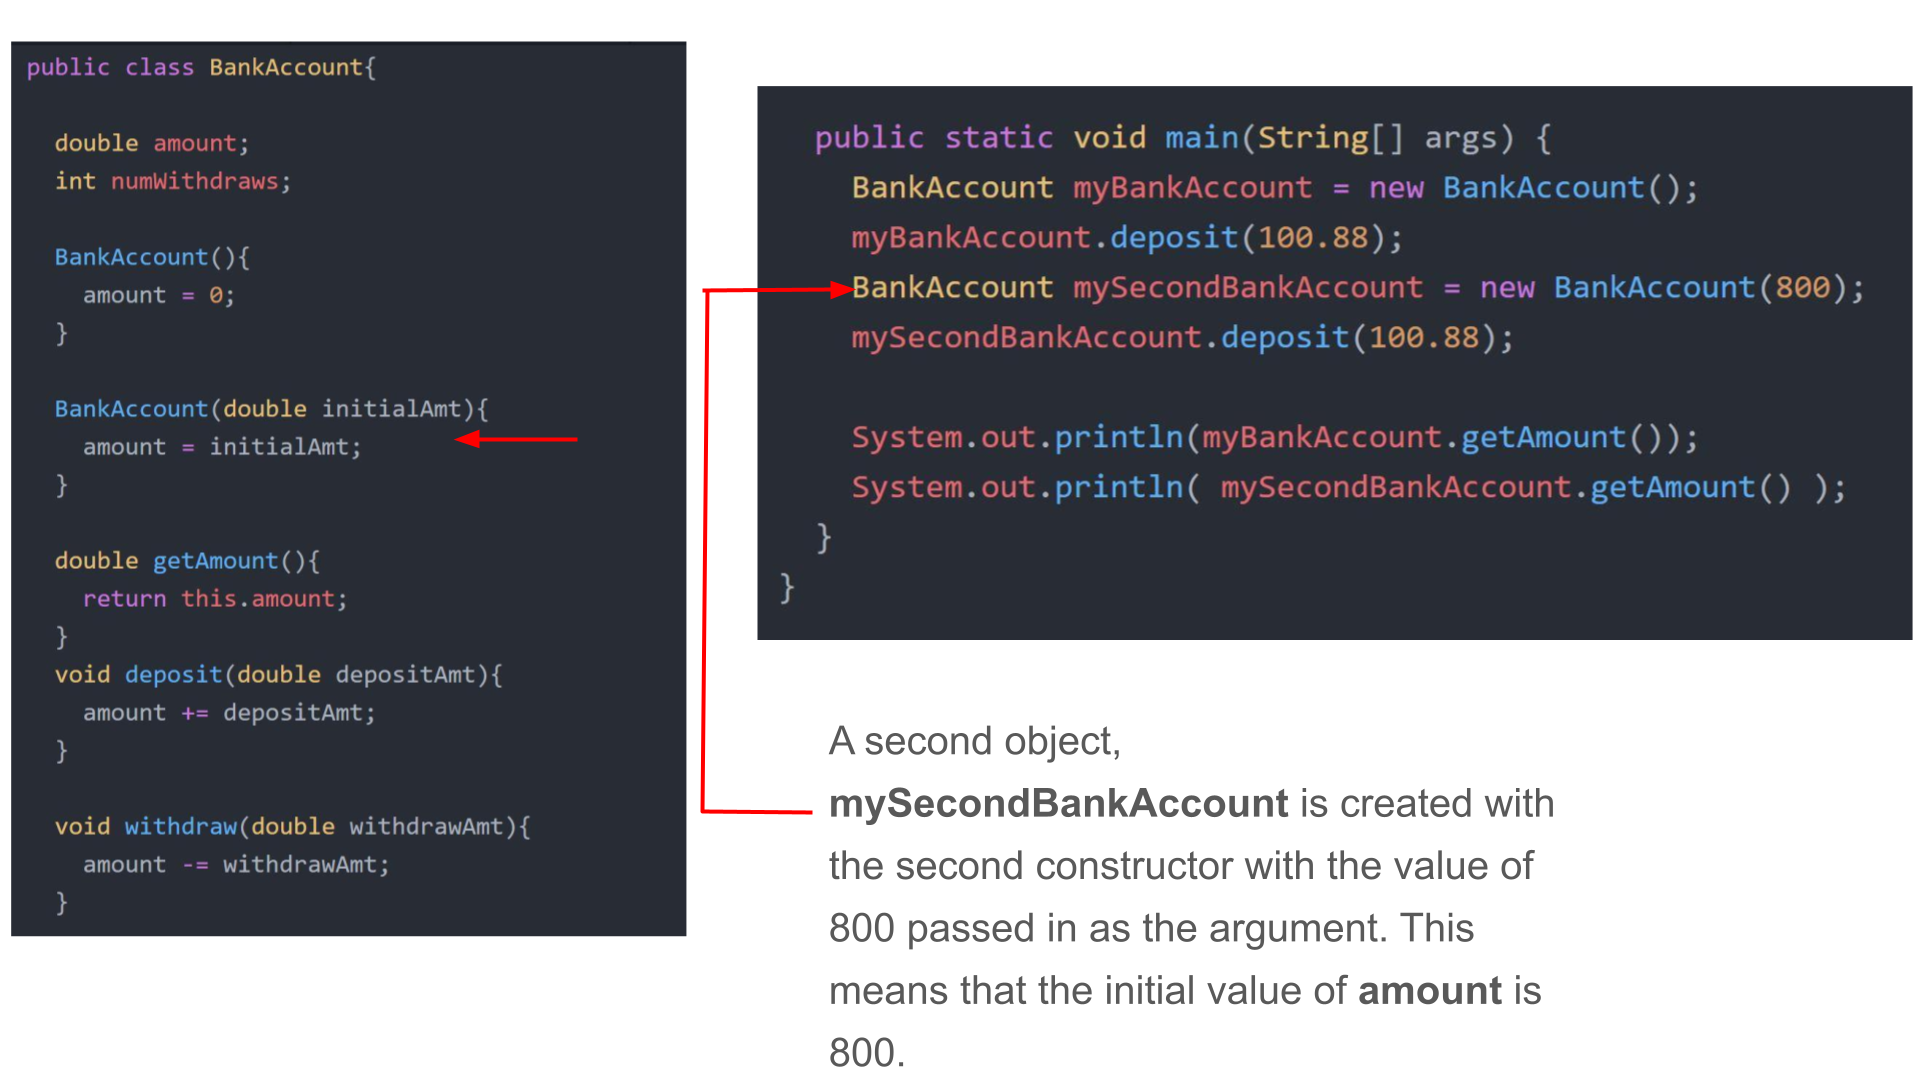 public class BankAccount{
double amount;
int numWithdraws;
BankAccount(){
amount = 0;
}
BankAccount(double initialAmt){
amount = initialAmt;
}
double getAmount(){
return this.amount;
}
void deposit(double depositAmt){
amount += depositAmt;
}
void withdraw(double withdrawAmt){
amount -= withdrawAmt;
}
public static void main(String[] args) {
BankAccount myBankAccount = new BankAccount();
myBankAccount.deposit(100.88);
BankAccount mySecondBankAccount = new BankAccount(800);
mySecondBankAccount.deposit(100.88);
System.out.println(myBankAccount.getAmount());
System.out.println( mySecondBankAccount.getAmount() );
}
}
A second object,
mySecondBankAccount is created with
the second constructor with the value of
800 passed in as the argument. This
means that the initial value of amount is
800.